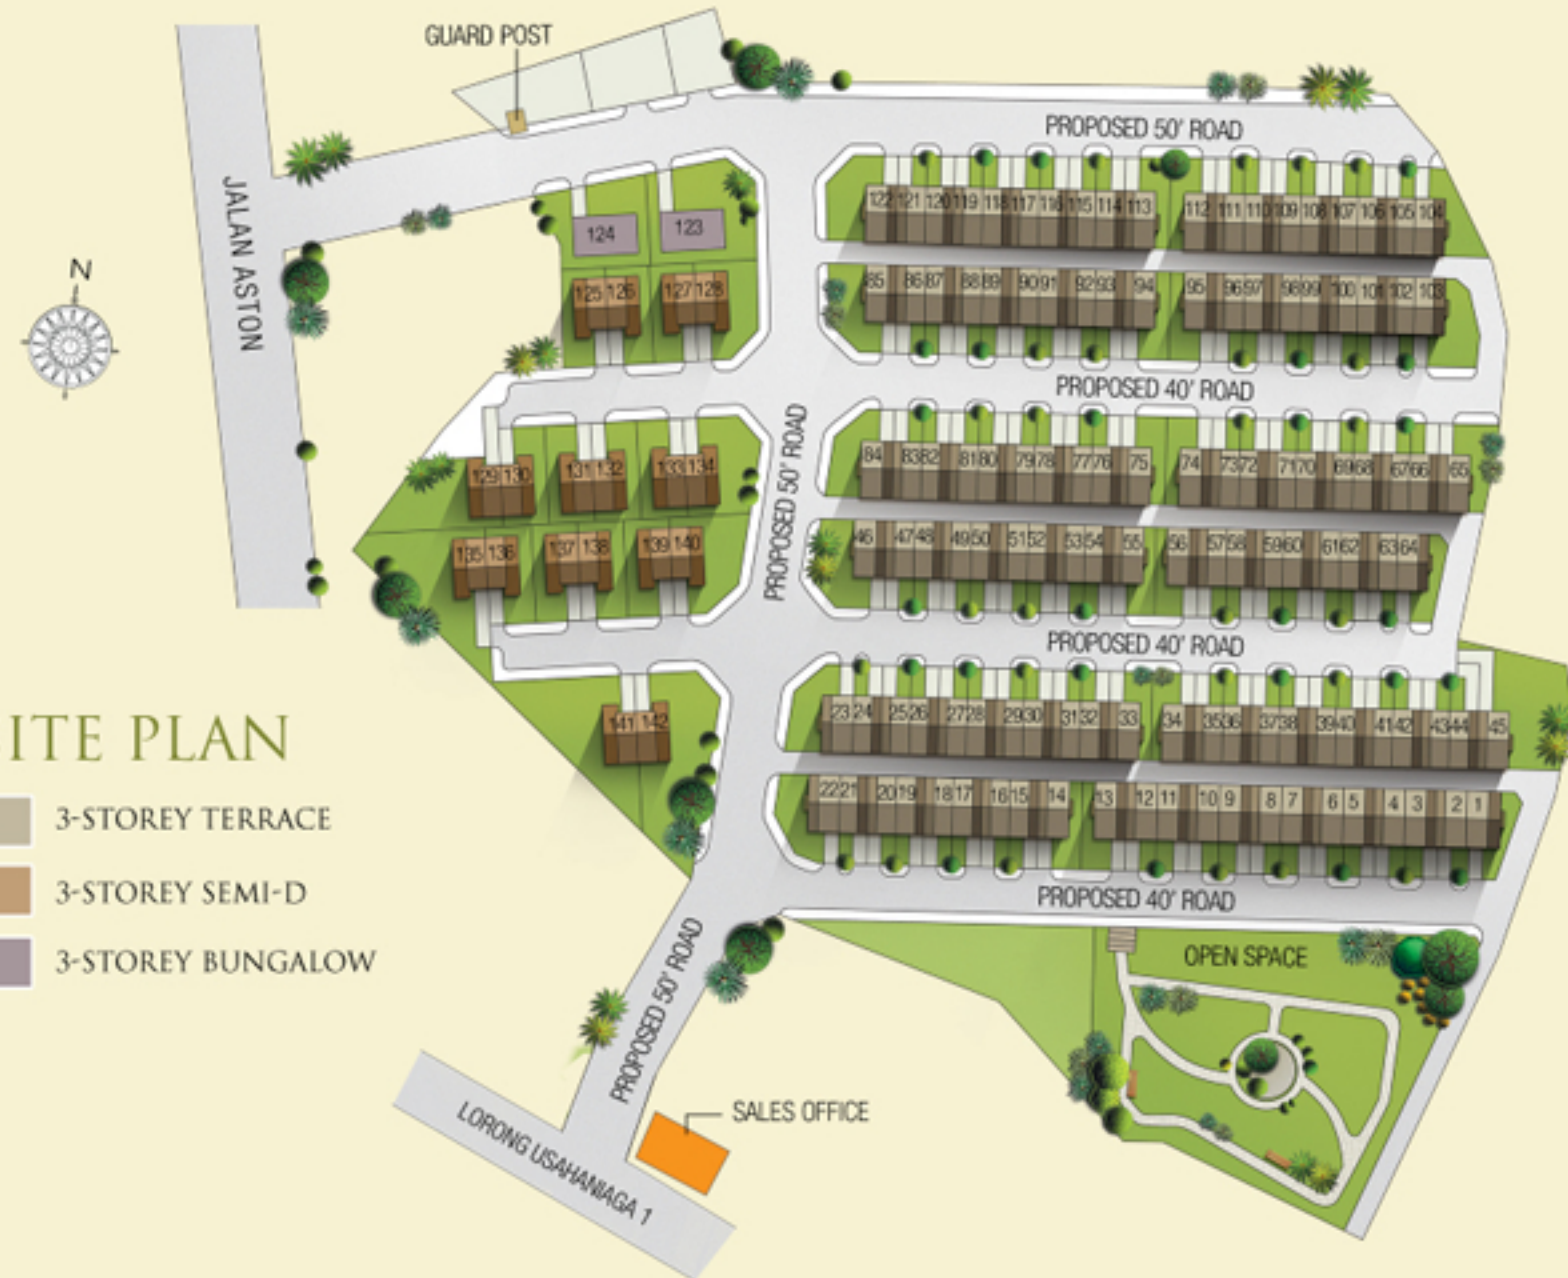 GUARD POST
PROPOSED 50' ROAD
JALAN ASTON
N
122 121 120 119 118 117 116 115 114 113 112 111 110 109 108 107 106 105 104
124 123
125 126 127 128
85 86 87 88 89 90 91 92 93 94 95 96 97 98 99 100 101 102 103
PROPOSED 40' ROAD
PROPOSED 50' ROAD
84 83 82 81 80 79 78 77 76 75 74 73 72 71 70 69 68 67 66 65
129 130 131 132 133 134
46 47 48 49 50 51 52 53 54 55 56 57 58 59 60 61 62 63 64
135 136 137 138 139 140
PROPOSED 40' ROAD
141 142
23 24 25 26 27 28 29 30 31 32 33 34 35 36 37 38 39 40 41 42 43 44 45
22 21 20 19 18 17 16 15 14 13 12 11 10 9 8 7 6 5 4 3 2 1
PROPOSED 40' ROAD
ITE PLAN
3-STOREY TERRACE
3-STOREY SEMI-D
3-STOREY BUNGALOW
OPEN SPACE
PROPOSED 50' ROAD
SALES OFFICE
LORONG USAHANIAGA 1